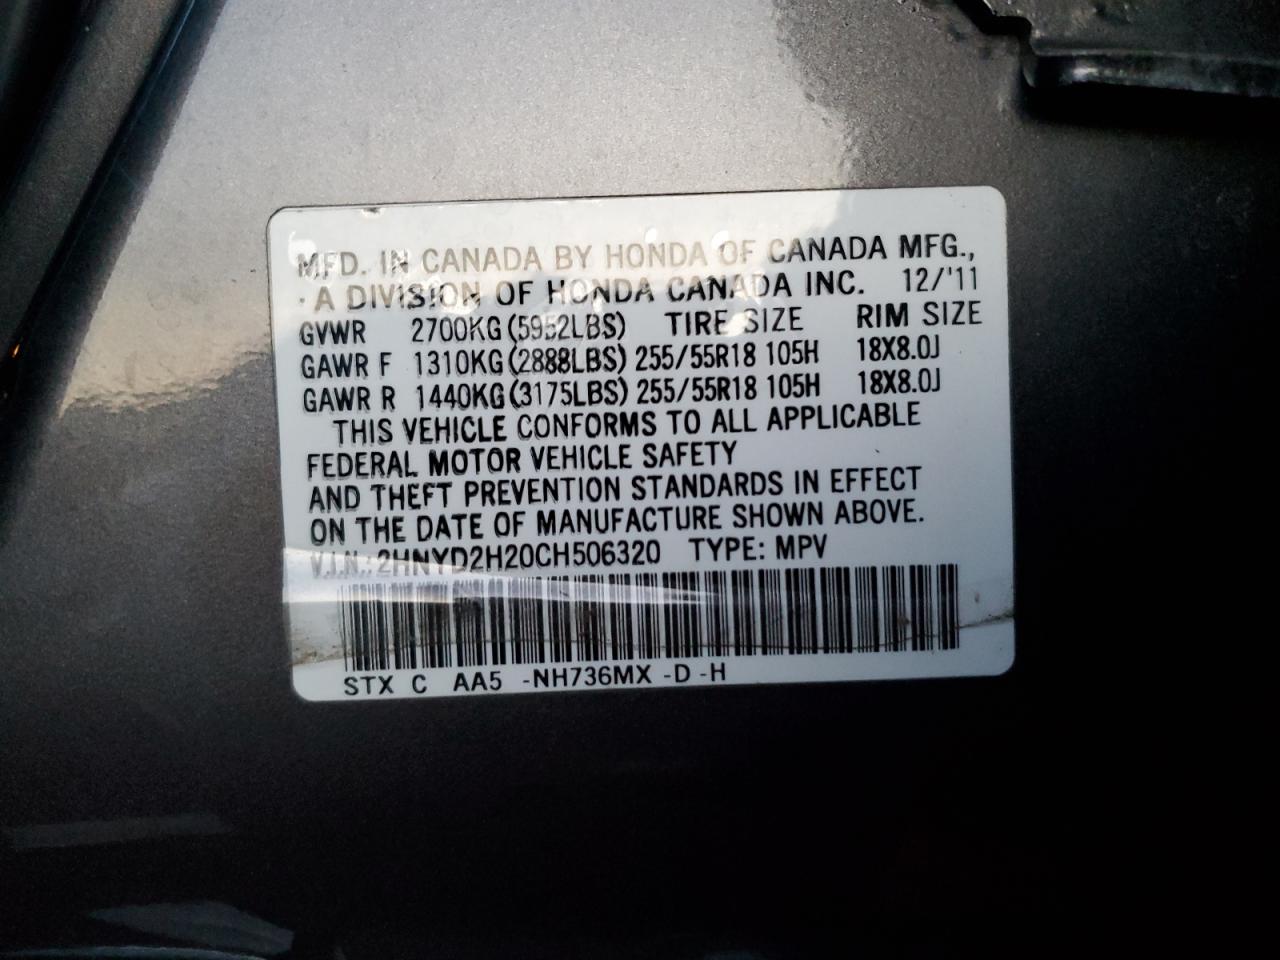 MFD. IN CANADA BY HONDA OF CANADA MFG.,
· A DIVISION OF HONDA CANADA INC. 12/'11
GVWR 2700KG(5952LBS) TIRE SIZE RIM SIZE
GAWR F 1310KG(2888LBS) 255/55R18 105H 18X8.0J
GAWR R 1440KG(3175LBS) 255/55R18 105H 18X8.0J
THIS VEHICLE CONFORMS TO ALL APPLICABLE
FEDERAL MOTOR VEHICLE SAFETY
AND THEFT PREVENTION STANDARDS IN EFFECT
ON THE DATE OF MANUFACTURE SHOWN ABOVE.
V.I.N.: 2HNYD2H20CH506320 TYPE: MPV
STX C AA5 -NH736MX -D -H